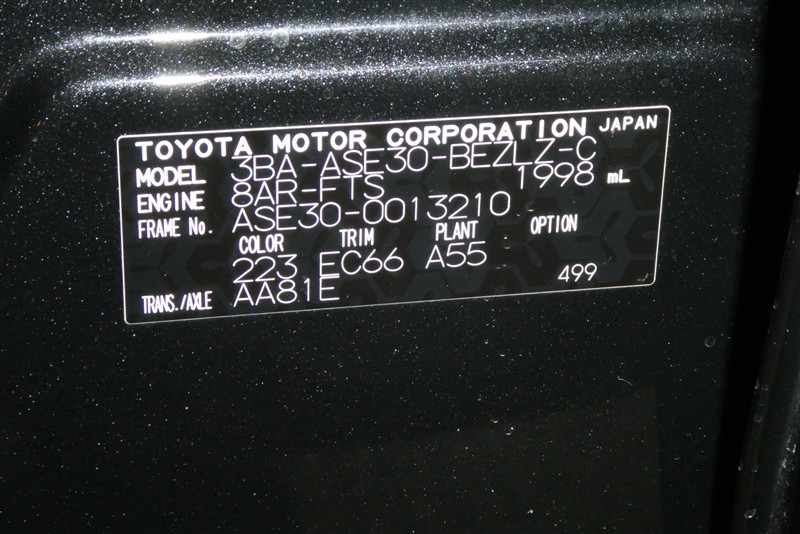 TOYOTA MOTOR CORPORATION JAPAN
MODEL 3BA-ASE30-BEZLZ-C
ENGINE 8AR-FTS 1998 mL
FRAME No. ASE30-0013210
COLOR TRIM PLANT OPTION
223 EC66 A55
TRANS./AXLE AA81E 499